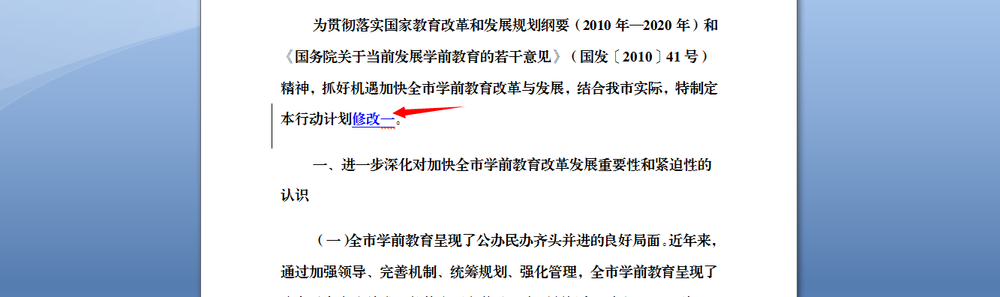 为贯彻落实国家教育改革和发展规划纲要（2010 年—2020 年）和
《国务院关于当前发展学前教育的若干意见》（国发〔2010〕41 号）
精神，抓好机遇加快全市学前教育改革与发展，结合我市实际，特制定
本行动计划修改一。
一、进一步深化对加快全市学前教育改革发展重要性和紧迫性的
认识
（一）全市学前教育呈现了公办民办齐头并进的良好局面。近年来，
通过加强领导、完善机制、统筹规划、强化管理，全市学前教育呈现了